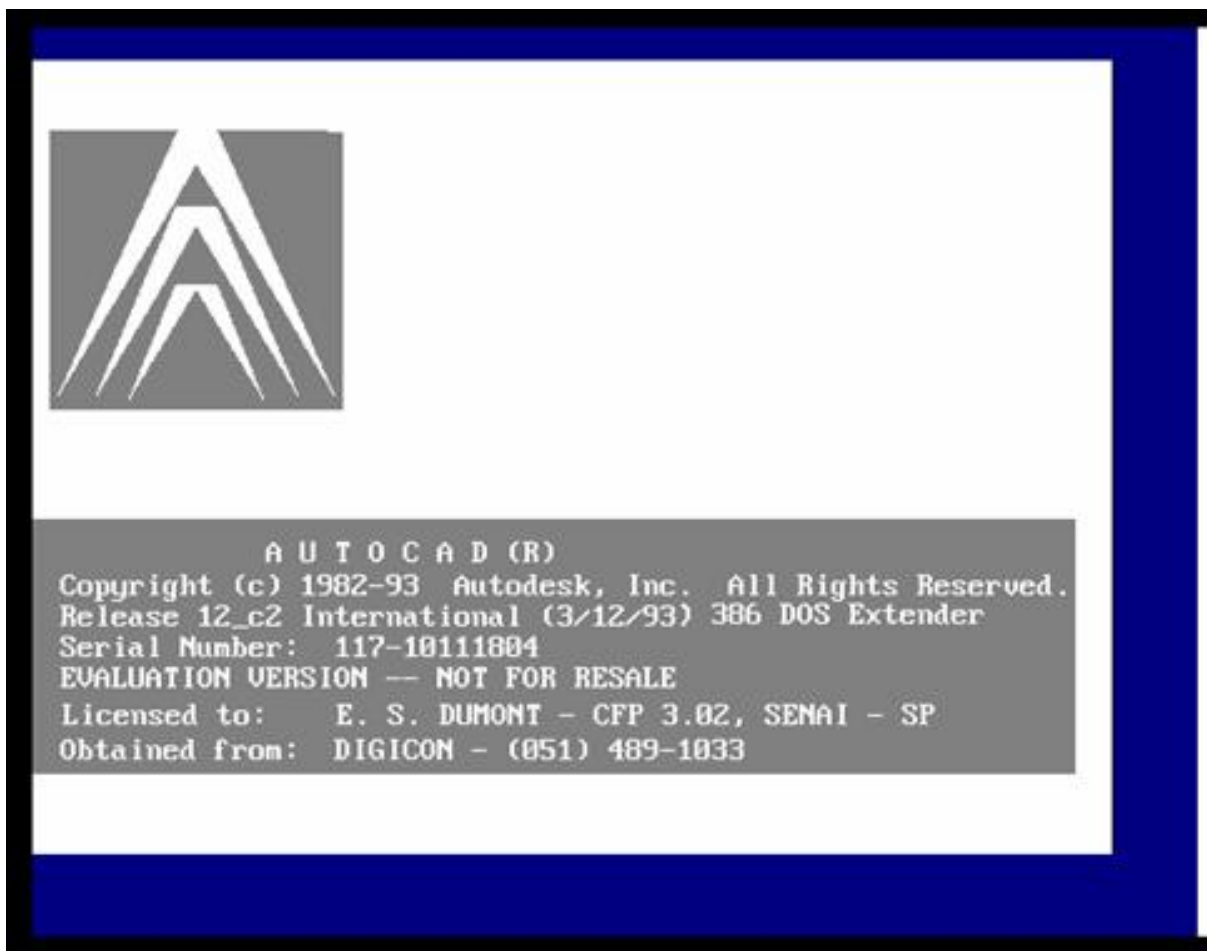 A U T O C A D (R)
Copyright (c) 1982-93 Autodesk, Inc. All Rights Reserved.
Release 12_c2 International (3/12/93) 386 DOS Extender
Serial Number: 117-10111804
EVALUATION VERSION -- NOT FOR RESALE
Licensed to: E. S. DUMONT - CFP 3.02, SENAI - SP
Obtained from: DIGICON - (051) 489-1033